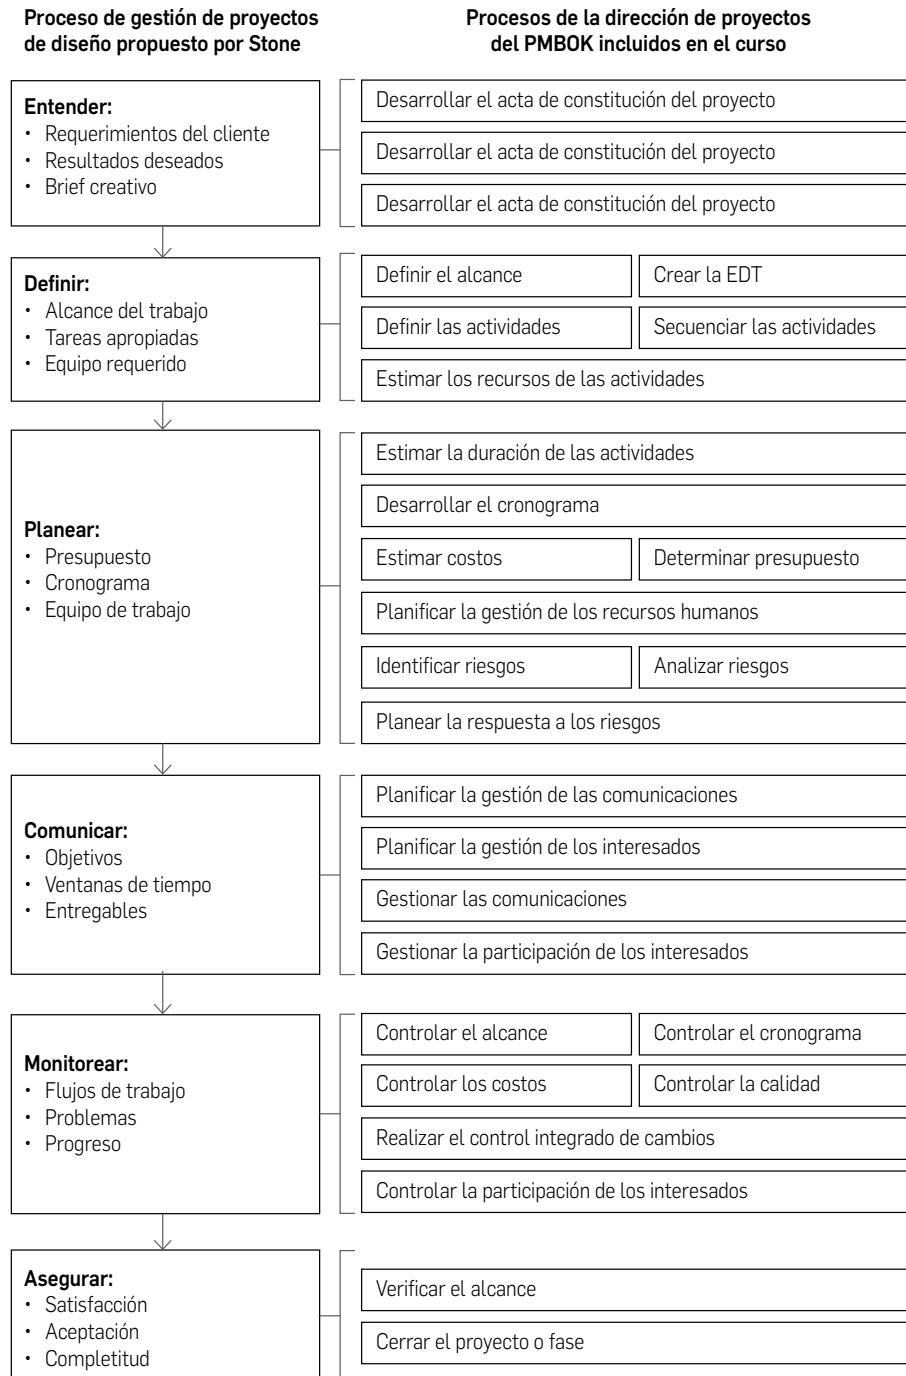 Proceso de gestión de proyectos
de diseño propuesto por Stone
Procesos de la dirección de proyectos
del PMBOK incluidos en el curso
Entender:
• Requerimientos del cliente
• Resultados deseados
• Brief creativo
Desarrollar el acta de constitución del proyecto
Desarrollar el acta de constitución del proyecto
Desarrollar el acta de constitución del proyecto
Definir:
• Alcance del trabajo
• Tareas apropiadas
• Equipo requerido
Definir el alcance
Crear la EDT
Definir las actividades
Secuenciar las actividades
Estimar los recursos de las actividades
Planear:
• Presupuesto
• Cronograma
• Equipo de trabajo
Estimar la duración de las actividades
Desarrollar el cronograma
Estimar costos
Determinar presupuesto
Planificar la gestión de los recursos humanos
Identificar riesgos
Analizar riesgos
Planear la respuesta a los riesgos
Comunicar:
• Objetivos
• Ventanas de tiempo
• Entregables
Planificar la gestión de las comunicaciones
Planificar la gestión de los interesados
Gestionar las comunicaciones
Gestionar la participación de los interesados
Monitorear:
• Flujos de trabajo
• Problemas
• Progreso
Controlar el alcance
Controlar el cronograma
Controlar los costos
Controlar la calidad
Realizar el control integrado de cambios
Controlar la participación de los interesados
Asegurar:
• Satisfacción
• Aceptación
• Completitud
Verificar el alcance
Cerrar el proyecto o fase